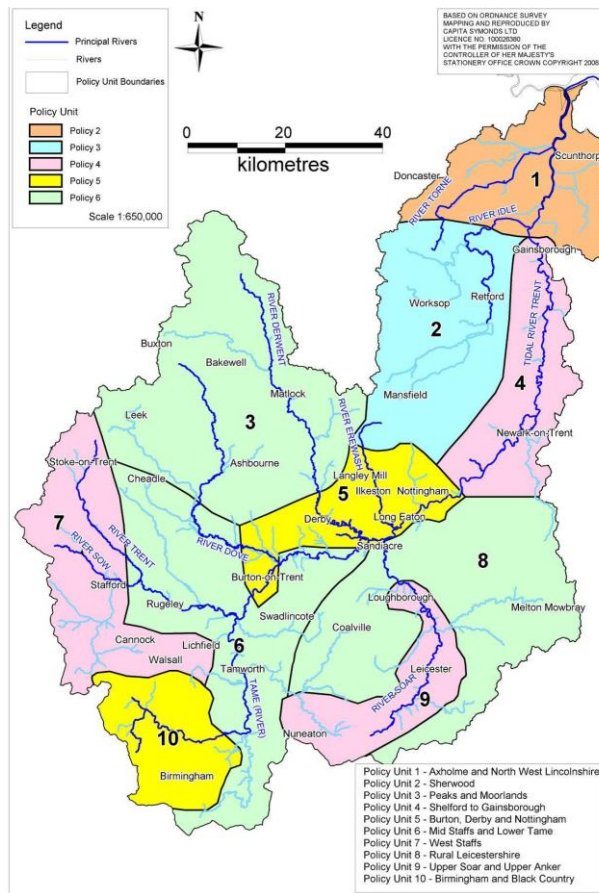 Legend
Principal Rivers
Rivers
Policy Unit Boundaries
Policy Unit
Policy 2
Policy 3
Policy 4
Policy 5
Policy 6
Scale 1:650,000
N
0 20 40
kilometres
BASED ON ORDNANCE SURVEY
MAPPING AND REPRODUCED BY
CAPITA SYMONDS LTD
LICENCE NO. 100026380
WITH THE PERMISSION OF THE
CONTROLLER OF HER MAJESTY'S
STATIONERY OFFICE CROWN COPYRIGHT 2008
Scunthorpe
Doncaster
1
RIVER TORNE
RIVER IDLE
Gainsborough
Worksop
Retford
2
TIDAL RIVER TRENT
4
Mansfield
Newark-on-Trent
RIVER DERWENT
Buxton
Bakewell
Matlock
3
RIVER EREWASH
Leek
Ashbourne
Cheadle
Stoke-on-Trent
Langley Mill
5
Ilkeston
Nottingham
Derby
Long Eaton
Sandiacre
7
RIVER TRENT
RIVER SOW
RIVER DOVE
Burton-on-Trent
8
Stafford
Rugeley
Swadlincote
Loughborough
Melton Mowbray
Coalville
Cannock
Lichfield
6
Walsall
Tamworth
TAME (RIVER)
Leicester
RIVER SOAR
9
Nuneaton
10
Birmingham
Policy Unit 1 - Axholme and North West Lincolnshire
Policy Unit 2 - Sherwood
Policy Unit 3 - Peaks and Moorlands
Policy Unit 4 - Shelford to Gainsborough
Policy Unit 5 - Burton, Derby and Nottingham
Policy Unit 6 - Mid Staffs and Lower Tame
Policy Unit 7 - West Staffs
Policy Unit 8 - Rural Leicestershire
Policy Unit 9 - Upper Soar and Upper Anker
Policy Unit 10 - Birmingham and Black Country